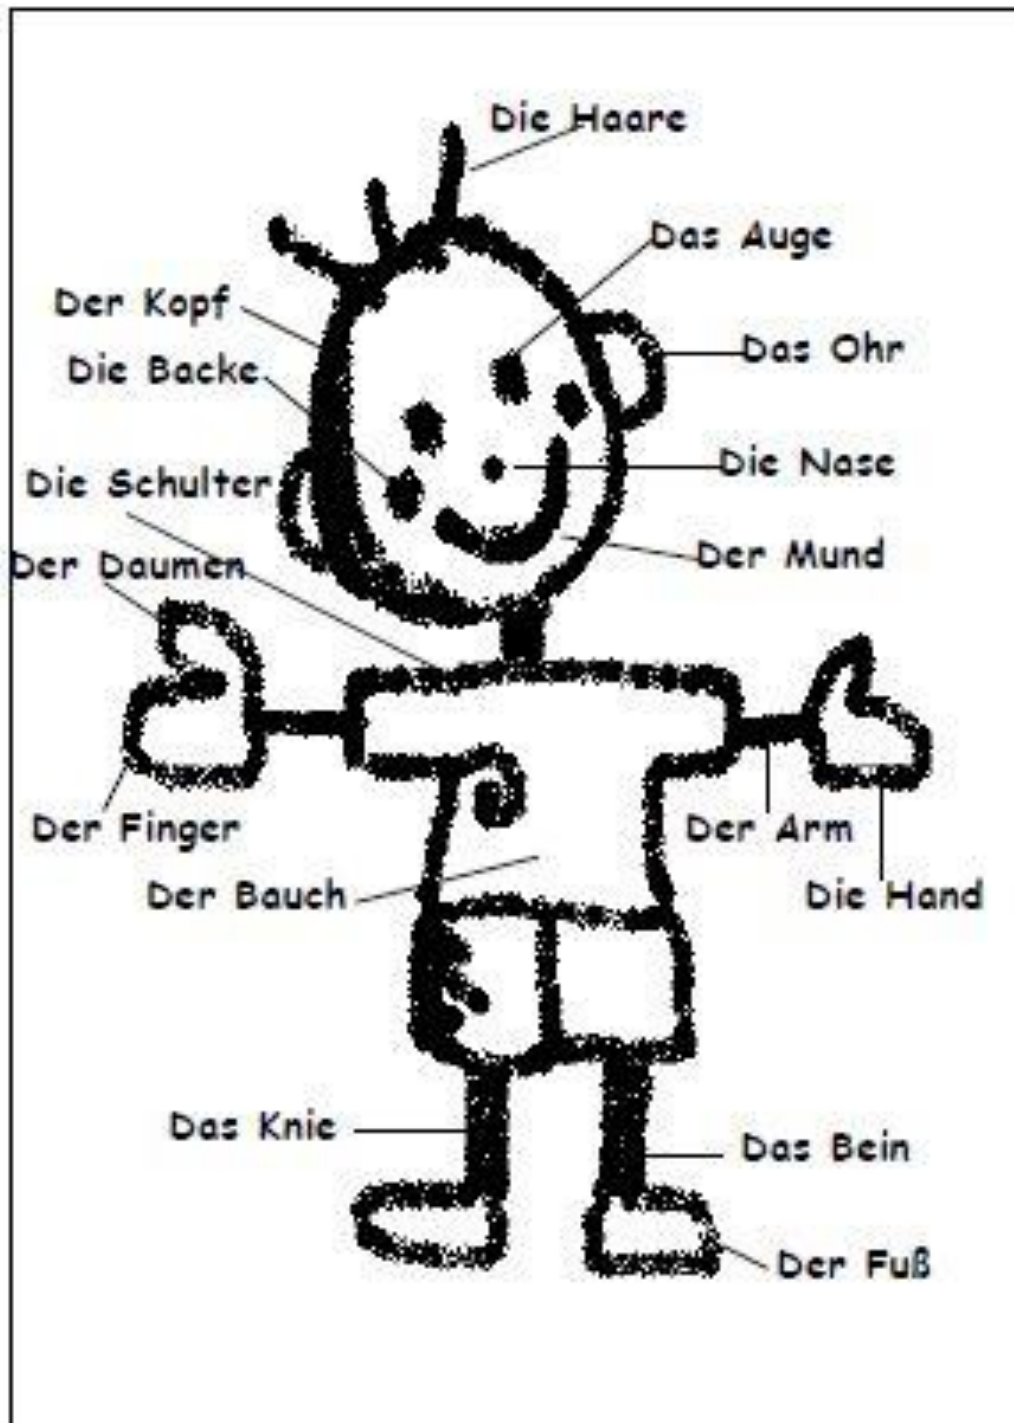 Die Haare
Das Auge
Der Kopf
Das Ohr
Die Backe
Die Nase
Die Schulter
Der Mund
Der Daumen
Der Finger
Der Arm
Der Bauch
Die Hand
Das Knie
Das Bein
Der Fuß